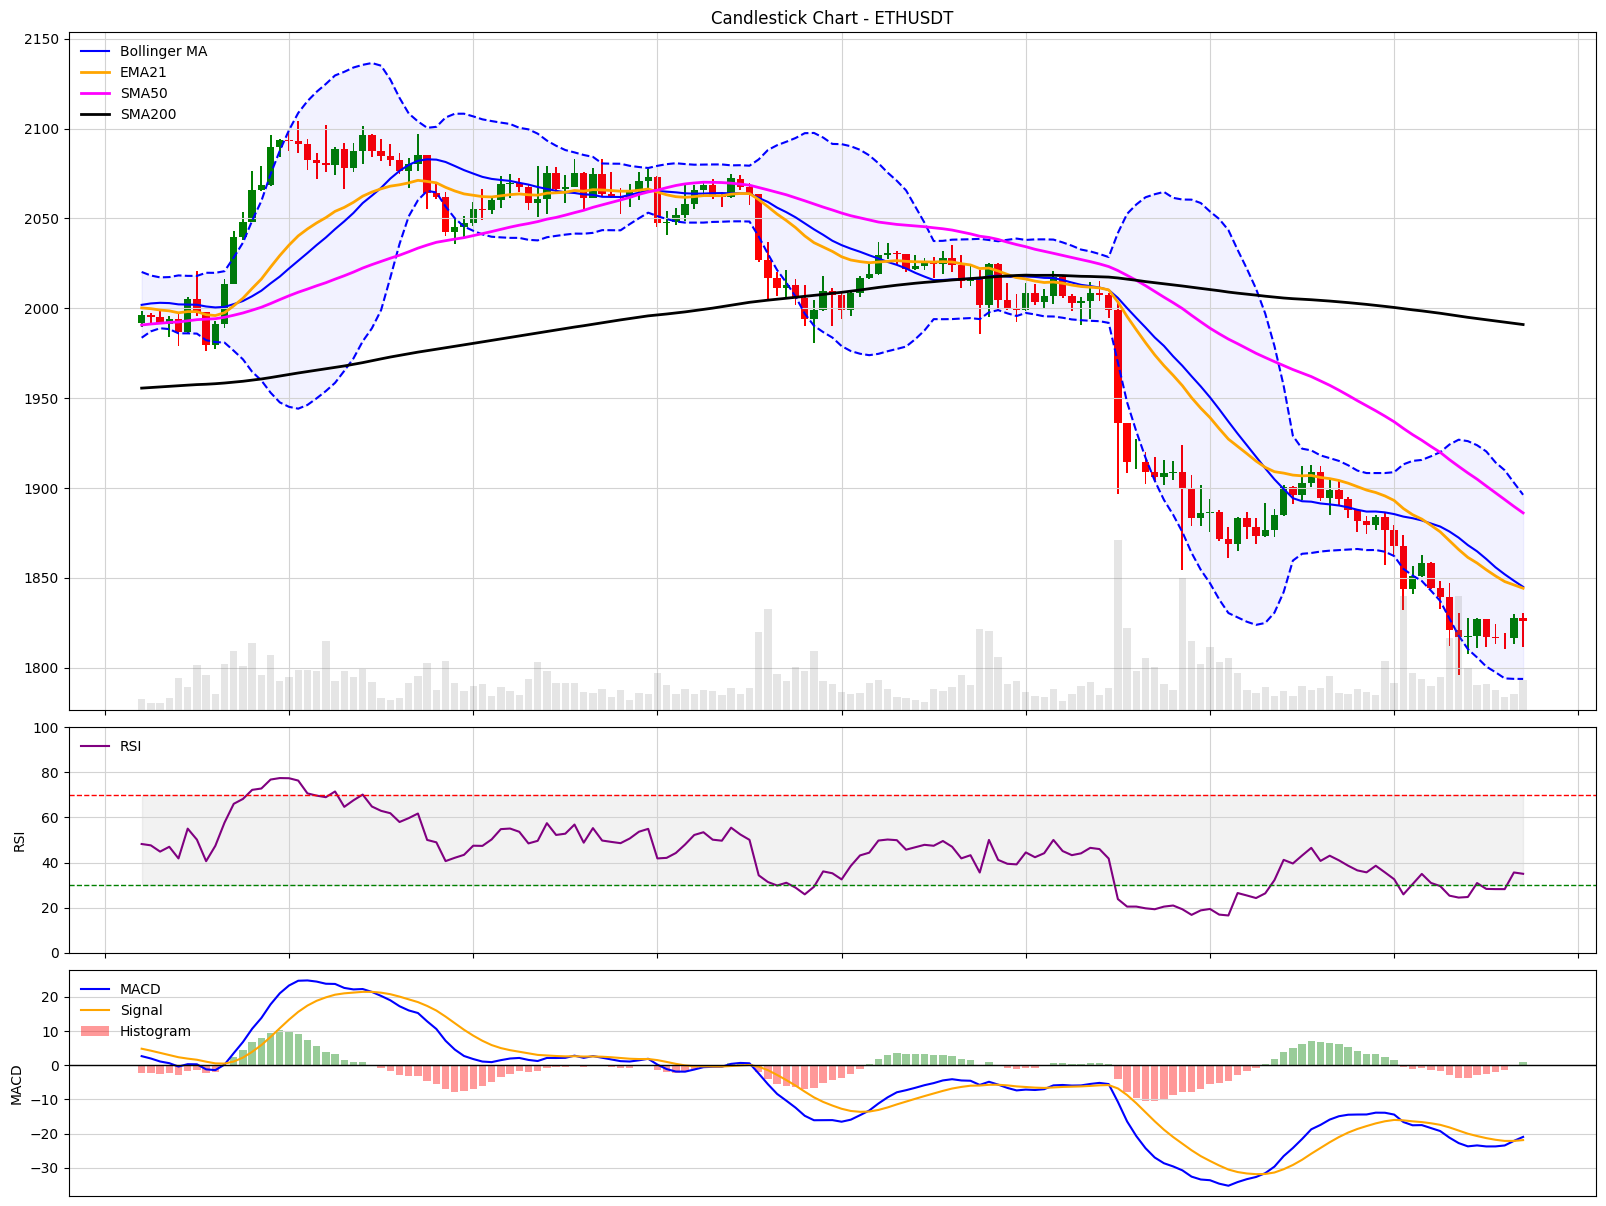 Candlestick Chart - ETHUSDT
2150
2100
2050
2000
1950
1900
1850
1800
Bollinger MA
EMA21
SMA50
SMA200
100
80
60
40
20
0
RSI
RSI
20
10
0
−10
−20
−30
MACD
MACD
Signal
Histogram